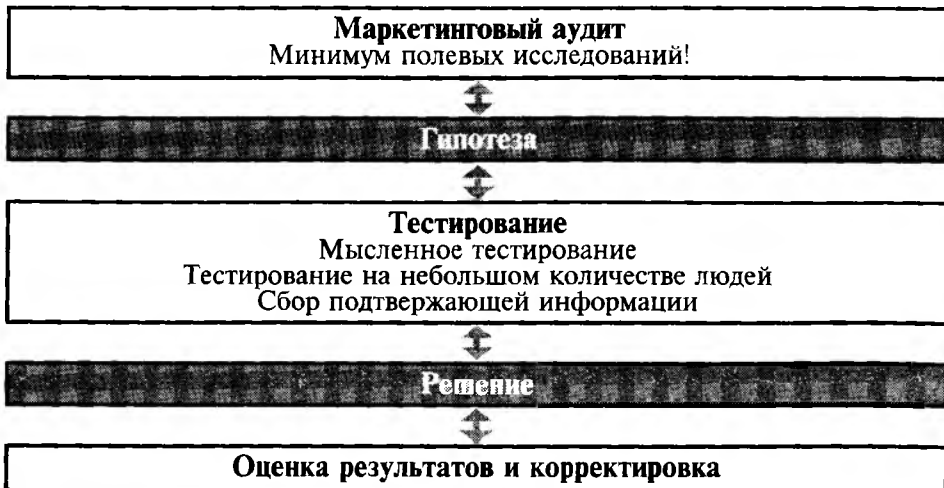 Маркетинговый аудит
Минимум полевых исследований!
Гипотеза
Тестирование
Мысленное тестирование
Тестирование на небольшом количестве людей
Сбор подтвержающей информации
Решение
Оценка результатов и корректировка